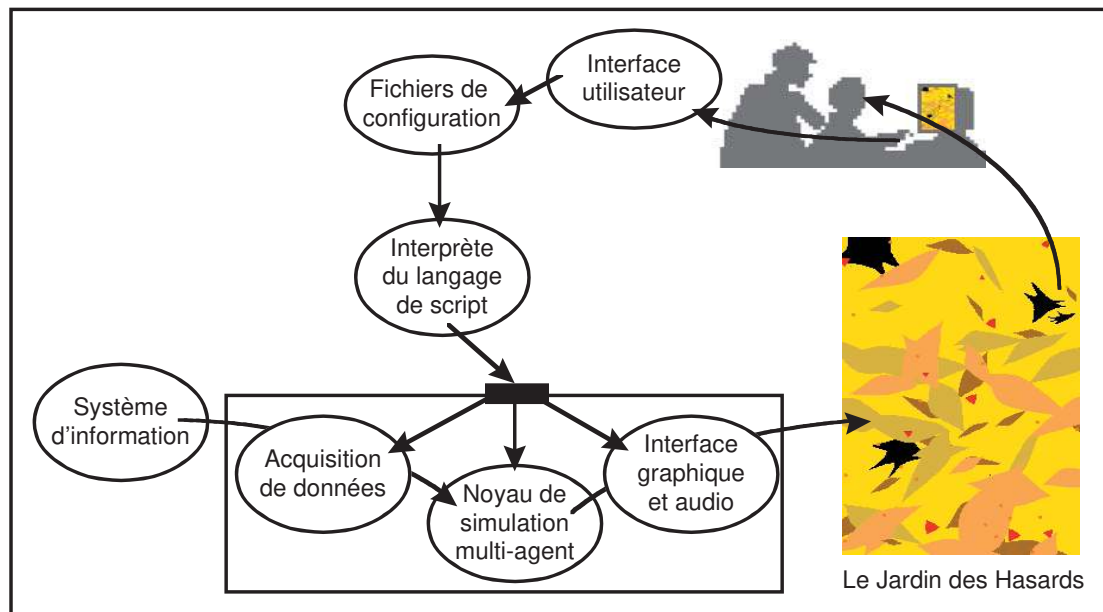 Interface
utilisateur
Fichiers de
configuration
Interprète
du langage
de script
Système
d'information
Acquisition
de données
Noyau de
simulation
multi-agent
Interface
graphique
et audio
Le Jardin des Hasards